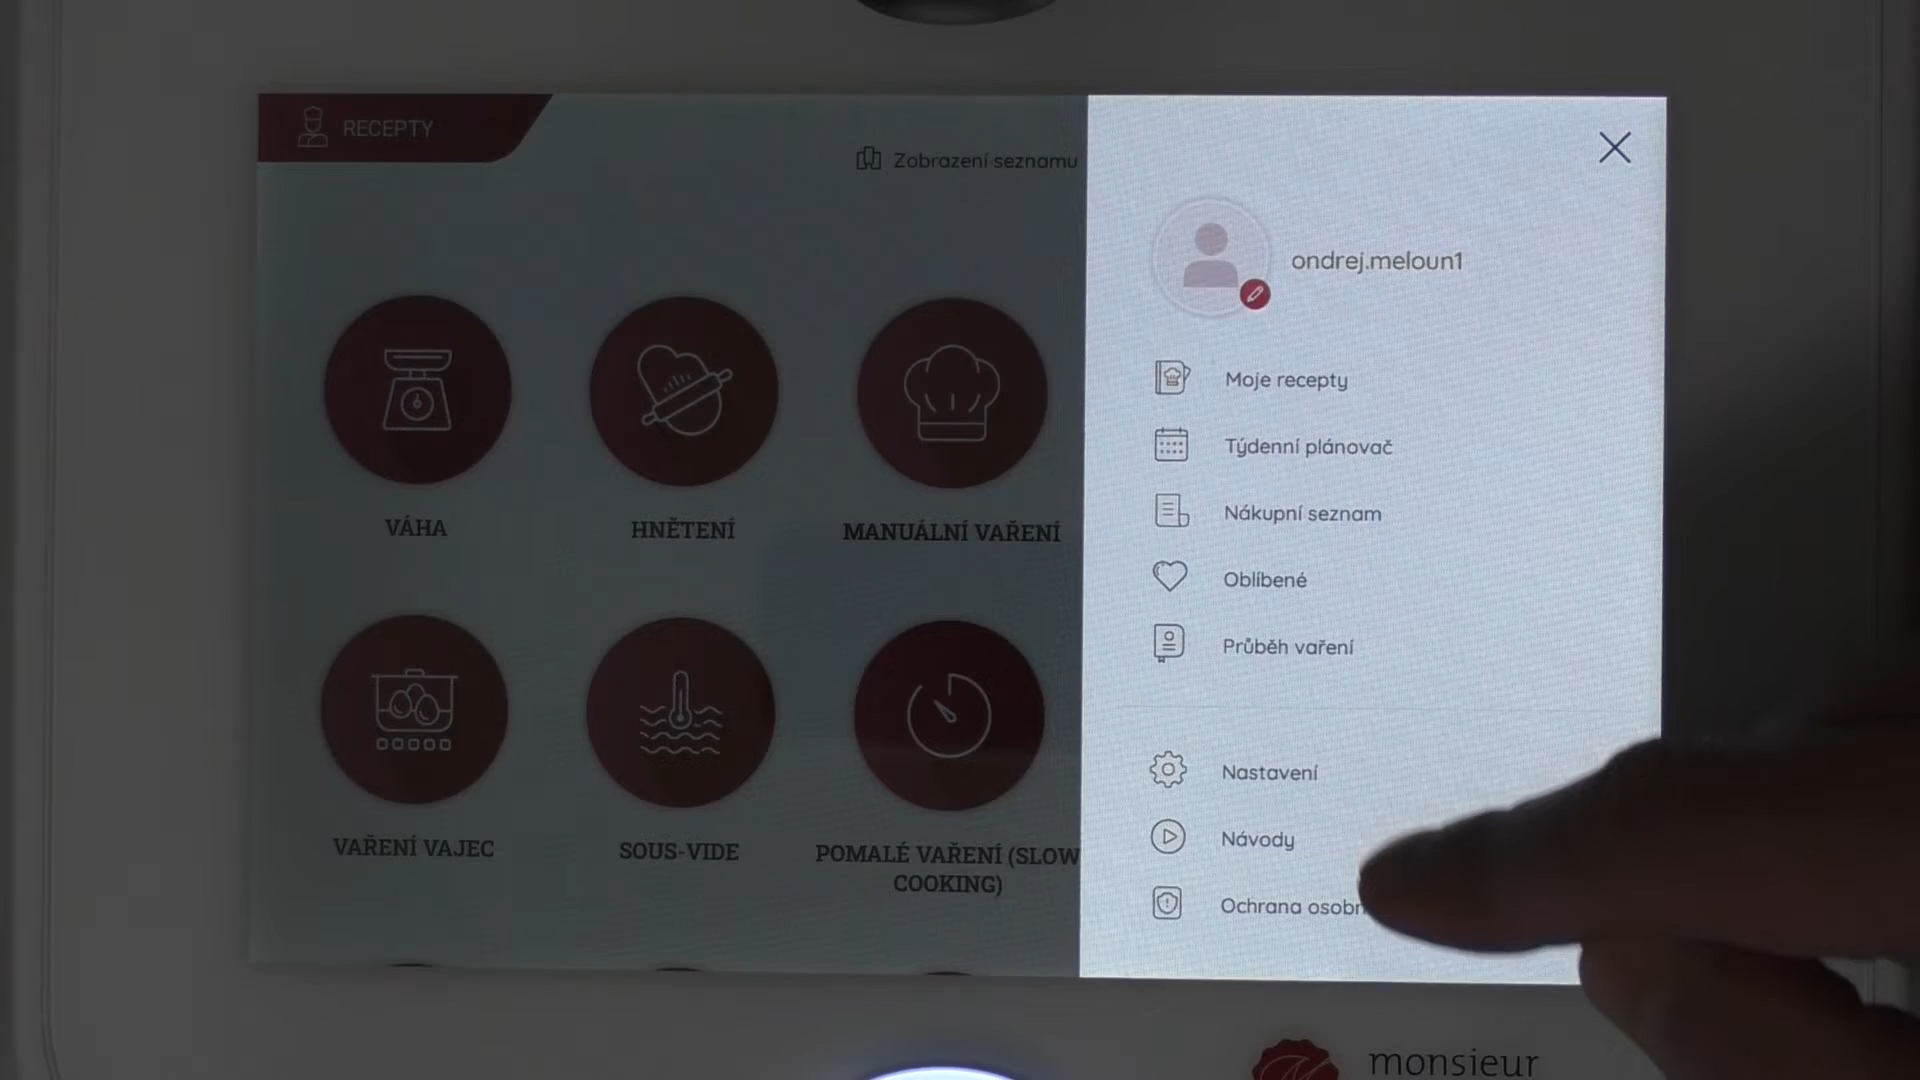 RECEPTY
Zobrazení seznamu
VÁHA
HNĚTENÍ
MANUÁLNÍ VAŘENÍ
VAŘENÍ VAJEC
SOUS-VIDE
POMALÉ VAŘENÍ (SLOW
COOKING)
ondrej.meloun1
Moje recepty
Týdenní plánovač
Nákupní seznam
Oblíbené
Průběh vaření
Nastavení
Návody
Ochrana
monsieur